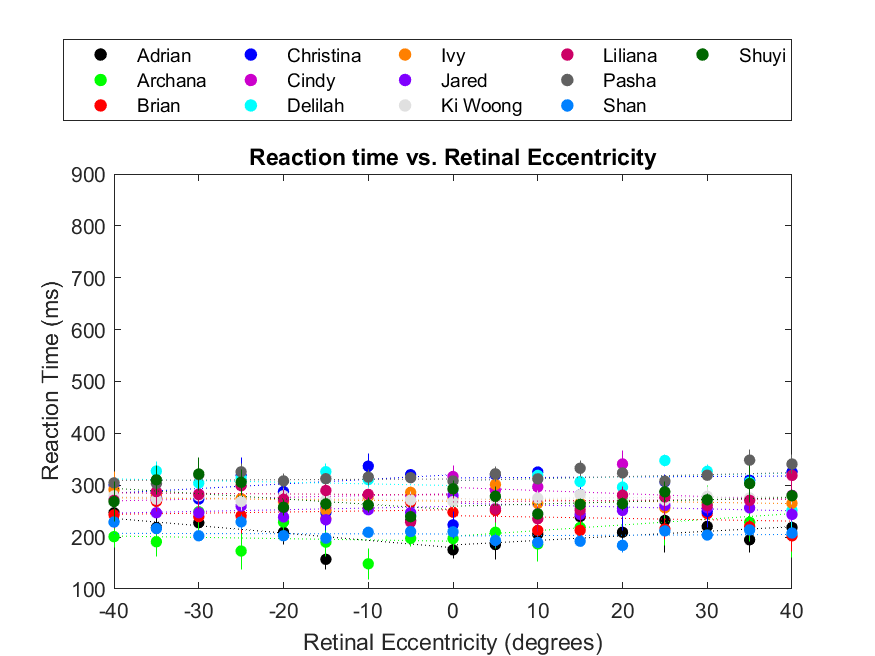 Adrian Christina Ivy Liliana Shuyi
Archana Cindy Jared Pasha
Brian Delilah Ki Woong Shan
Reaction time vs. Retinal Eccentricity
900
800
700
600
500
400
300
200
100
Reaction Time (ms)
-40 -30 -20 -10 0 10 20 30 40
Retinal Eccentricity (degrees)